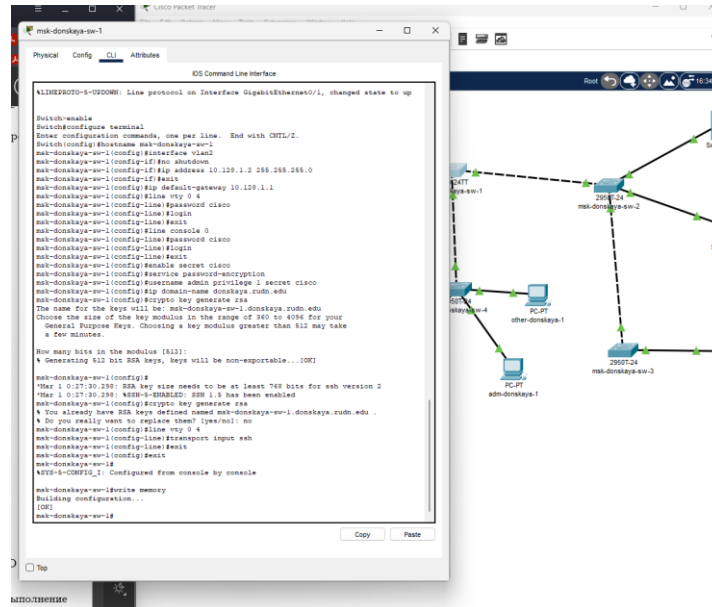 Cisco Packet Tracer
msk-donskaya-sw-1
Physical Config CLI Attributes
IOS Command Line Interface
%LINEPROTO-5-UPDOWN: Line protocol on Interface GigabitEthernet0/1, changed state to up
Switch>enable
Switch#configure terminal
Enter configuration commands, one per line. End with CNTL/Z.
Switch(config)#hostname msk-donskaya-sw-1
msk-donskaya-sw-1(config)#interface vlan2
msk-donskaya-sw-1(config-if)#no shutdown
msk-donskaya-sw-1(config-if)#ip address 10.128.1.2 255.255.255.0
msk-donskaya-sw-1(config-if)#exit
msk-donskaya-sw-1(config)#ip default-gateway 10.128.1.1
msk-donskaya-sw-1(config)#line vty 0 4
msk-donskaya-sw-1(config-line)#password cisco
msk-donskaya-sw-1(config-line)#login
msk-donskaya-sw-1(config-line)#exit
msk-donskaya-sw-1(config)#line console 0
msk-donskaya-sw-1(config-line)#password cisco
msk-donskaya-sw-1(config-line)#login
msk-donskaya-sw-1(config-line)#exit
msk-donskaya-sw-1(config)#enable secret cisco
msk-donskaya-sw-1(config)#service password-encryption
msk-donskaya-sw-1(config)#username admin privilege 1 secret cisco
msk-donskaya-sw-1(config)#ip domain-name donskaya.rudn.edu
msk-donskaya-sw-1(config)#crypto key generate rsa
The name for the keys will be: msk-donskaya-sw-1.donskaya.rudn.edu
Choose the size of the key modulus in the range of 360 to 4096 for your
General Purpose Keys. Choosing a key modulus greater than 512 may take
a few minutes.
How many bits in the modulus [512]:
% Generating 512 bit RSA keys, keys will be non-exportable...[OK]
msk-donskaya-sw-1(config)#
*Mar 1 0:27:30.298: RSA key size needs to be at least 768 bits for ssh version 2
*Mar 1 0:27:30.298: %SSH-5-ENABLED: SSH 1.5 has been enabled
msk-donskaya-sw-1(config)#crypto key generate rsa
% You already have RSA keys defined named msk-donskaya-sw-1.donskaya.rudn.edu .
% Do you really want to replace them? [yes/no]: no
msk-donskaya-sw-1(config)#line vty 0 4
msk-donskaya-sw-1(config-line)#transport input ssh
msk-donskaya-sw-1(config-line)#exit
msk-donskaya-sw-1(config)#exit
msk-donskaya-sw-1#
%SYS-5-CONFIG_I: Configured from console by console
msk-donskaya-sw-1#write memory
Building configuration...
[OK]
msk-donskaya-sw-1#
Copy Paste
Top
Root 16:34
24TT
aya-sw-1
2950T-24
msk-donskaya-sw-2
50T-24
skaya-sw-4
PC-PT
other-donskaya-1
PC-PT
adm-donskaya-1
2950T-24
msk-donskaya-sw-3
ыполнение